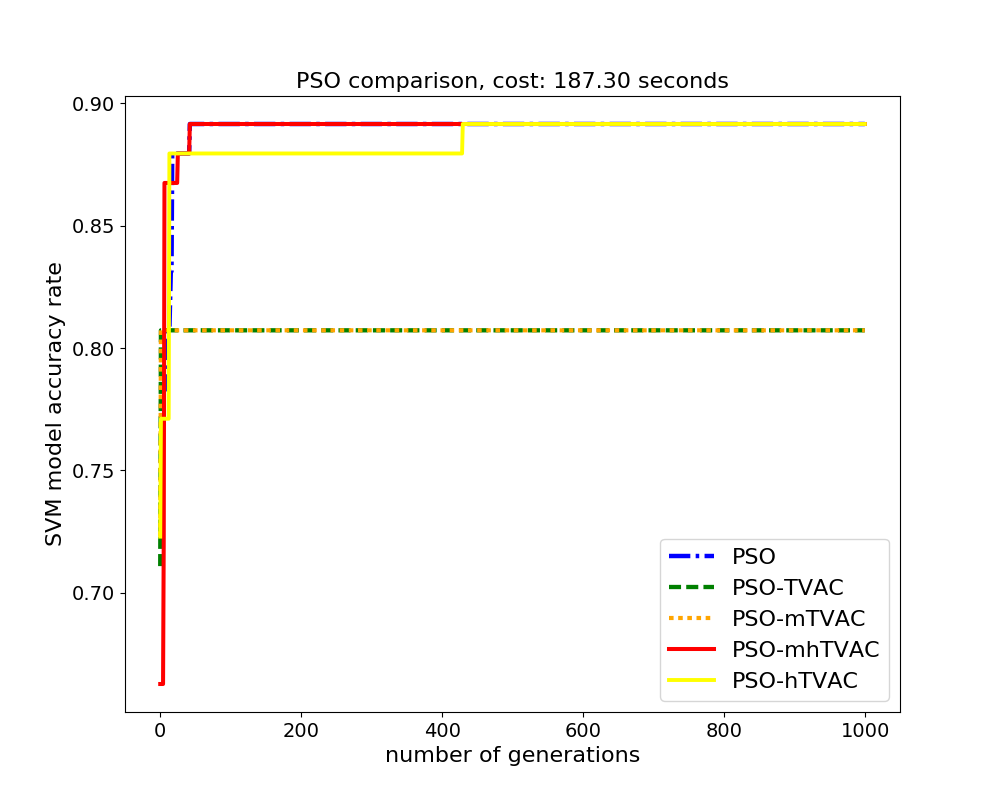 PSO comparison, cost: 187.30 seconds
0.90
0.85
0.80
0.75
0.70
SVM model accuracy rate
0 200 400 600 800 1000
number of generations
PSO
PSO-TVAC
PSO-mTVAC
PSO-mhTVAC
PSO-hTVAC